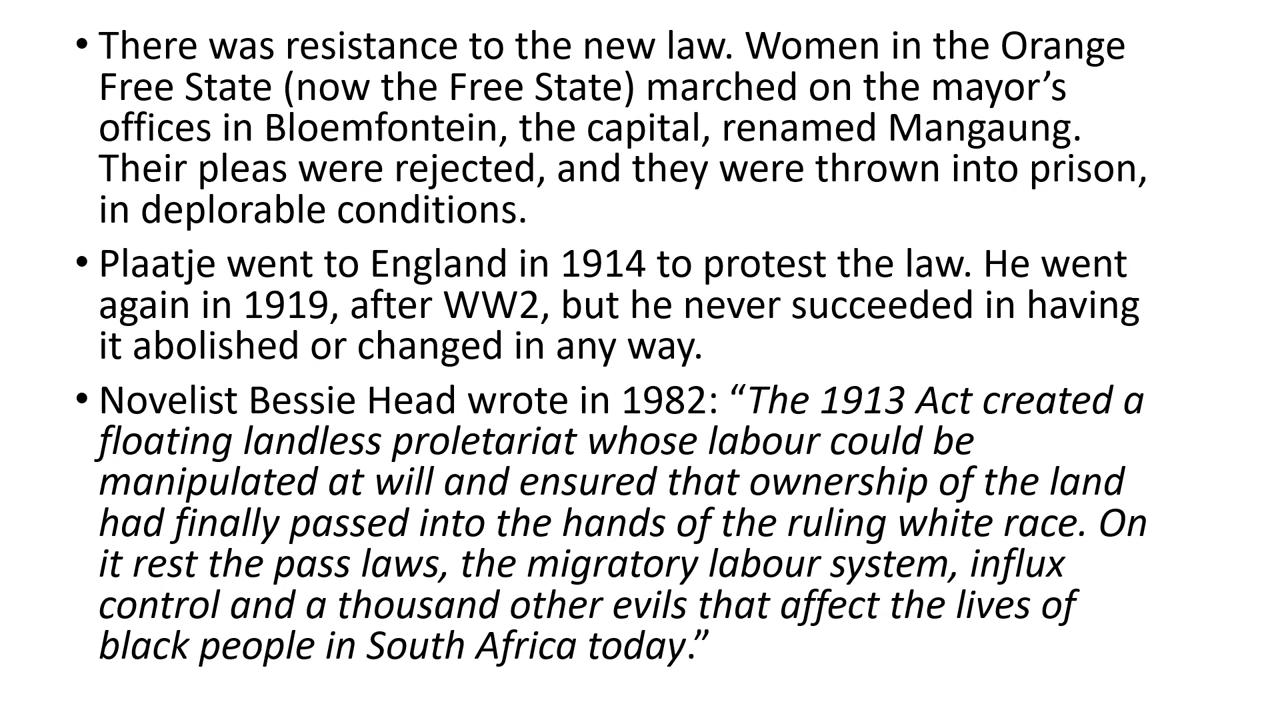 • There was resistance to the new law. Women in the Orange
Free State (now the Free State) marched on the mayor’s
offices in Bloemfontein, the capital, renamed Mangaung.
Their pleas were rejected, and they were thrown into prison,
in deplorable conditions.
• Plaatje went to England in 1914 to protest the law. He went
again in 1919, after WW2, but he never succeeded in having
it abolished or changed in any way.
• Novelist Bessie Head wrote in 1982: “The 1913 Act created a
floating landless proletariat whose labour could be
manipulated at will and ensured that ownership of the land
had finally passed into the hands of the ruling white race. On
it rest the pass laws, the migratory labour system, influx
control and a thousand other evils that affect the lives of
black people in South Africa today.”